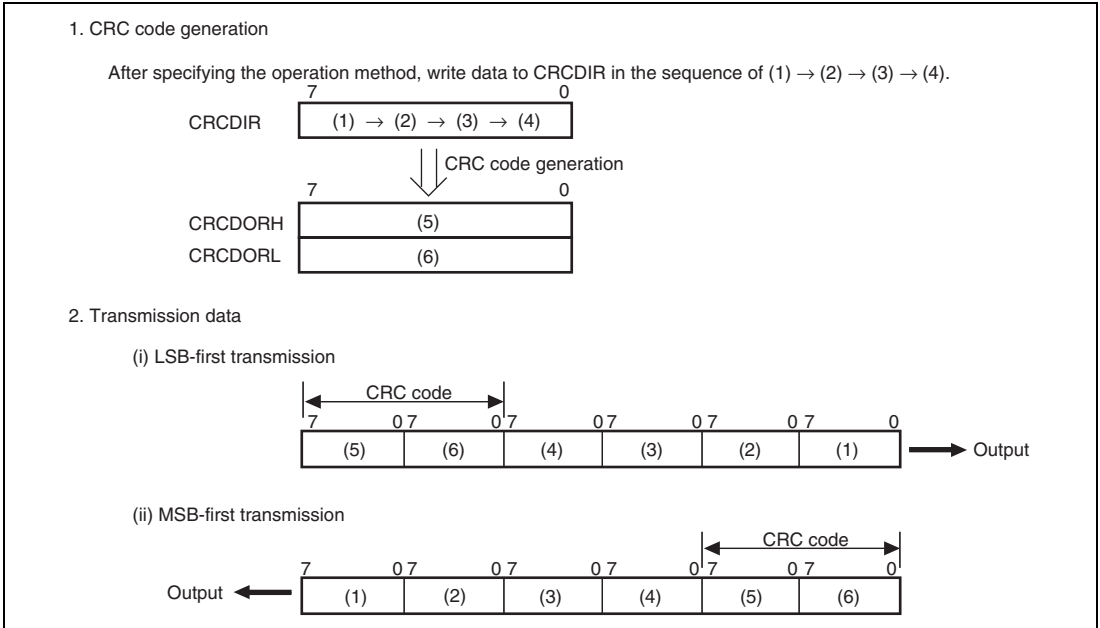 1. CRC code generation
After specifying the operation method, write data to CRCDIR in the sequence of (1) → (2) → (3) → (4).
7 0
CRCDIR (1) → (2) → (3) → (4)
CRC code generation
7 0
CRCDORH (5)
CRCDORL (6)
2. Transmission data
(i) LSB-first transmission
CRC code
7 0 7 0 7 0 7 0 7 0 7 0
(5) (6) (4) (3) (2) (1) Output
(ii) MSB-first transmission
CRC code
7 0 7 0 7 0 7 0 7 0 7 0
Output (1) (2) (3) (4) (5) (6)